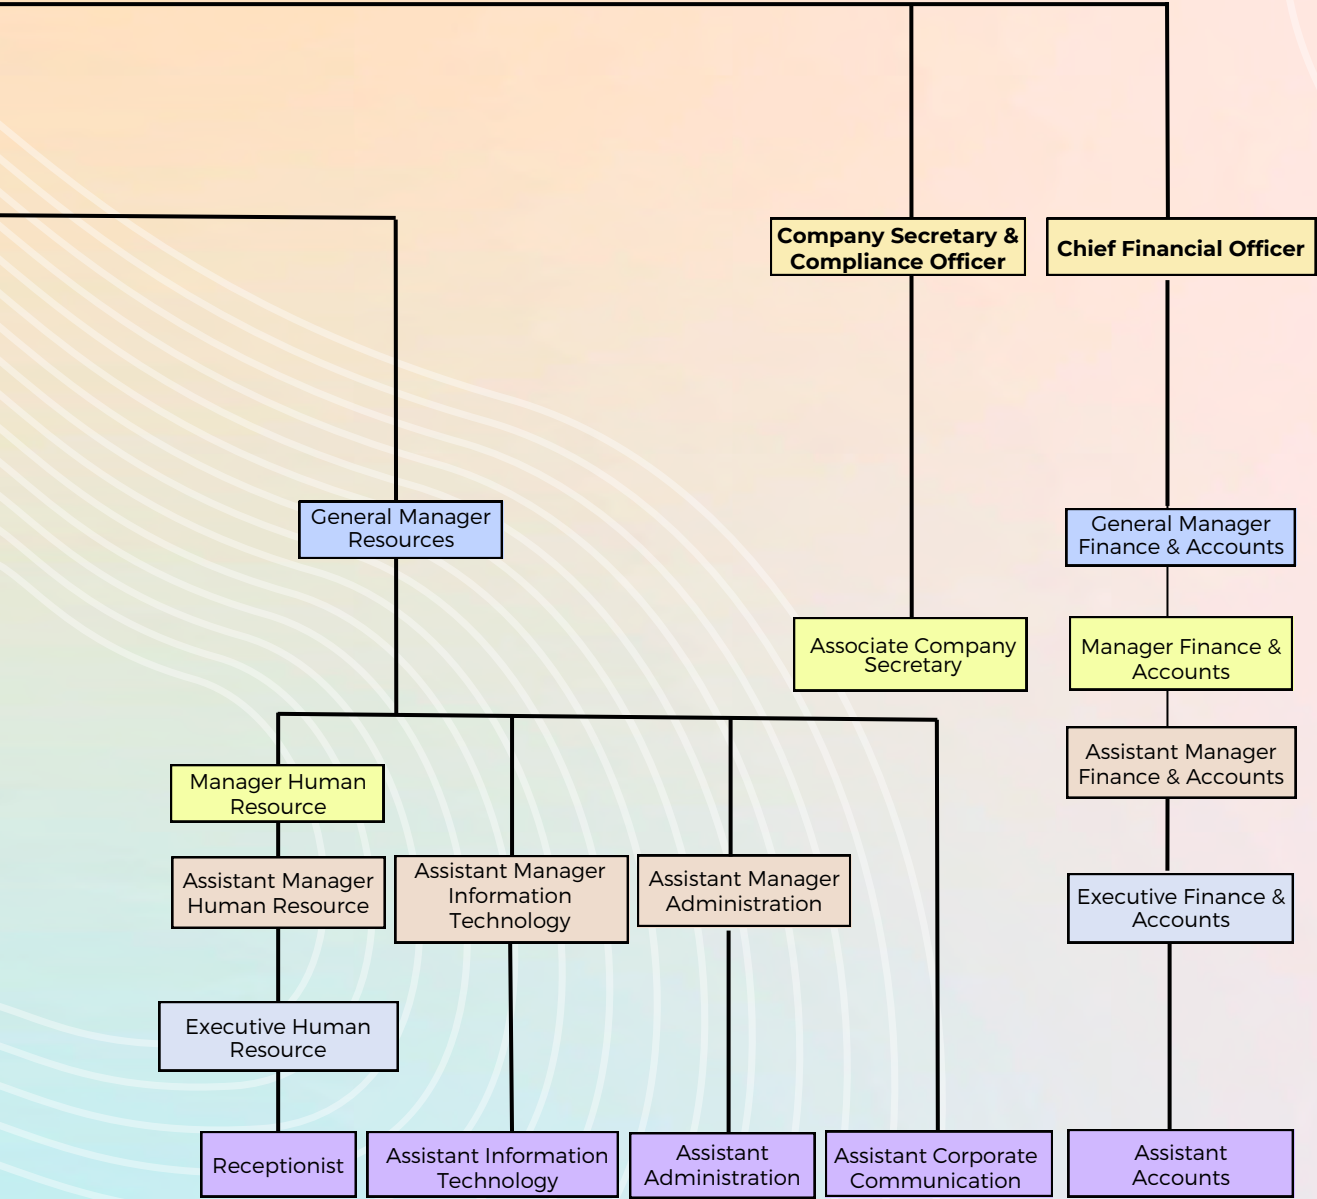 Company Secretary &
Compliance Officer
Chief Financial Officer
General Manager
Resources
General Manager
Finance & Accounts
Associate Company
Secretary
Manager Finance &
Accounts
Assistant Manager
Finance & Accounts
Manager Human
Resource
Assistant Manager
Human Resource
Assistant Manager
Information
Technology
Assistant Manager
Administration
Executive Finance &
Accounts
Executive Human
Resource
Receptionist
Assistant Information
Technology
Assistant
Administration
Assistant Corporate
Communication
Assistant
Accounts